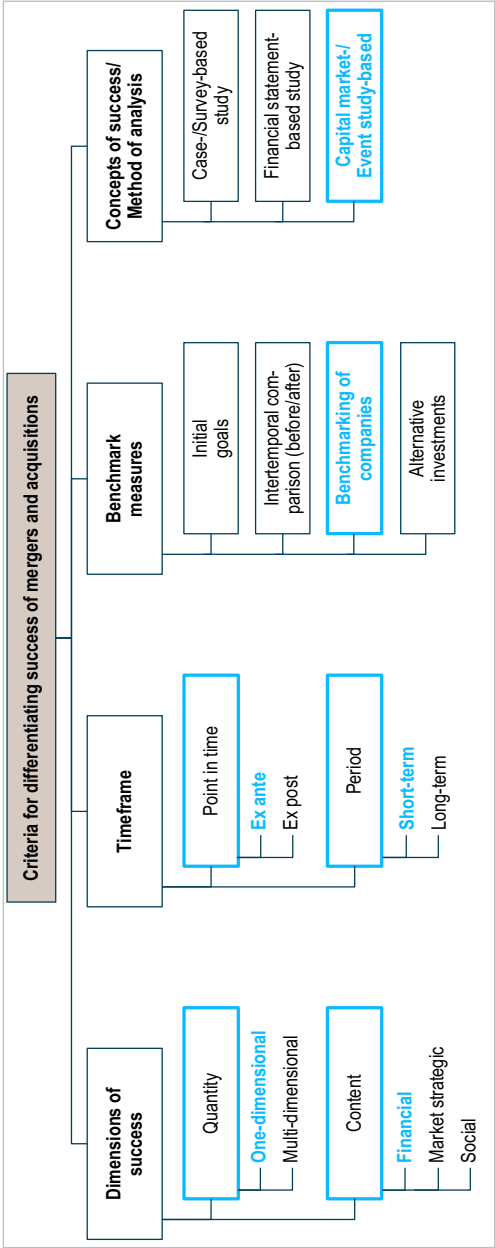 Criteria for differentiating success of mergers and acquisitions
Dimensions of
success
Quantity
One-dimensional
Multi-dimensional
Content
Financial
Market strategic
Social
Timeframe
Point in time
Ex ante
Ex post
Period
Short-term
Long-term
Benchmark
measures
Initial
goals
Intertemporal com-
parison (before/after)
Benchmarking of
companies
Alternative
investments
Concepts of success/
Method of analysis
Case-/Survey-based
study
Financial statement-
based study
Capital market-/
Event study-based